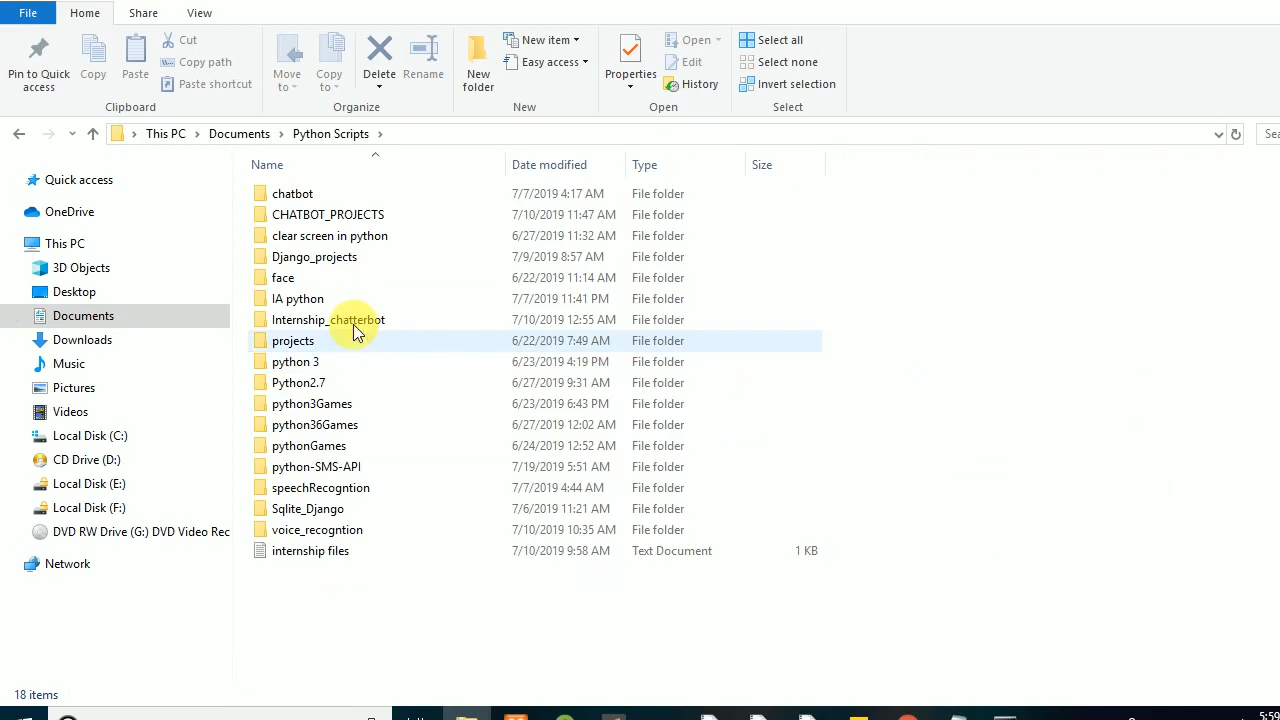 File Home Share View
Pin to Quick access
Copy
Paste
Cut
Copy path
Paste shortcut
Clipboard
Move to
Copy to
Delete
Rename
Organize
New folder
New item
Easy access
New
Properties
Open
Edit
History
Open
Select all
Select none
Invert selection
Select
This PC > Documents > Python Scripts >
Quick access
OneDrive
This PC
3D Objects
Desktop
Documents
Downloads
Music
Pictures
Videos
Local Disk (C:)
CD Drive (D:)
Local Disk (E:)
Local Disk (F:)
DVD RW Drive (G:) DVD Video Rec
Network
Name Date modified Type Size
chatbot 7/7/2019 4:17 AM File folder
CHATBOT_PROJECTS 7/10/2019 11:47 AM File folder
clear screen in python 6/27/2019 11:32 AM File folder
Django_projects 7/9/2019 8:57 AM File folder
face 6/22/2019 11:14 AM File folder
IA python 7/7/2019 11:41 PM File folder
Internship_chatterbot 7/10/2019 12:55 AM File folder
projects 6/22/2019 7:49 AM File folder
python 3 6/23/2019 4:19 PM File folder
Python2.7 6/27/2019 9:31 AM File folder
python3Games 6/23/2019 6:43 PM File folder
python36Games 6/27/2019 12:02 AM File folder
pythonGames 6/24/2019 12:52 AM File folder
python-SMS-API 7/19/2019 5:51 AM File folder
speechRecogntion 7/7/2019 4:44 AM File folder
Sqlite_Django 7/6/2019 11:21 AM File folder
voice_recogntion 7/10/2019 10:35 AM File folder
internship files 7/10/2019 9:58 AM Text Document 1 KB
18 items